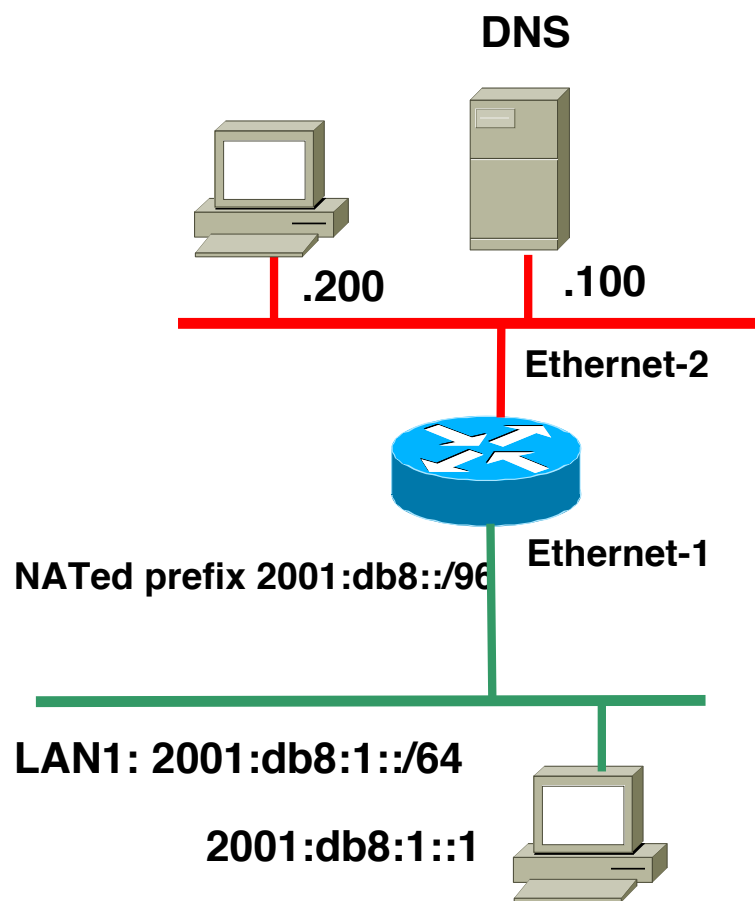 DNS
.200
.100
Ethernet-2
Ethernet-1
NATed prefix 2001:db8::/96
LAN1: 2001:db8:1::/64
2001:db8:1::1